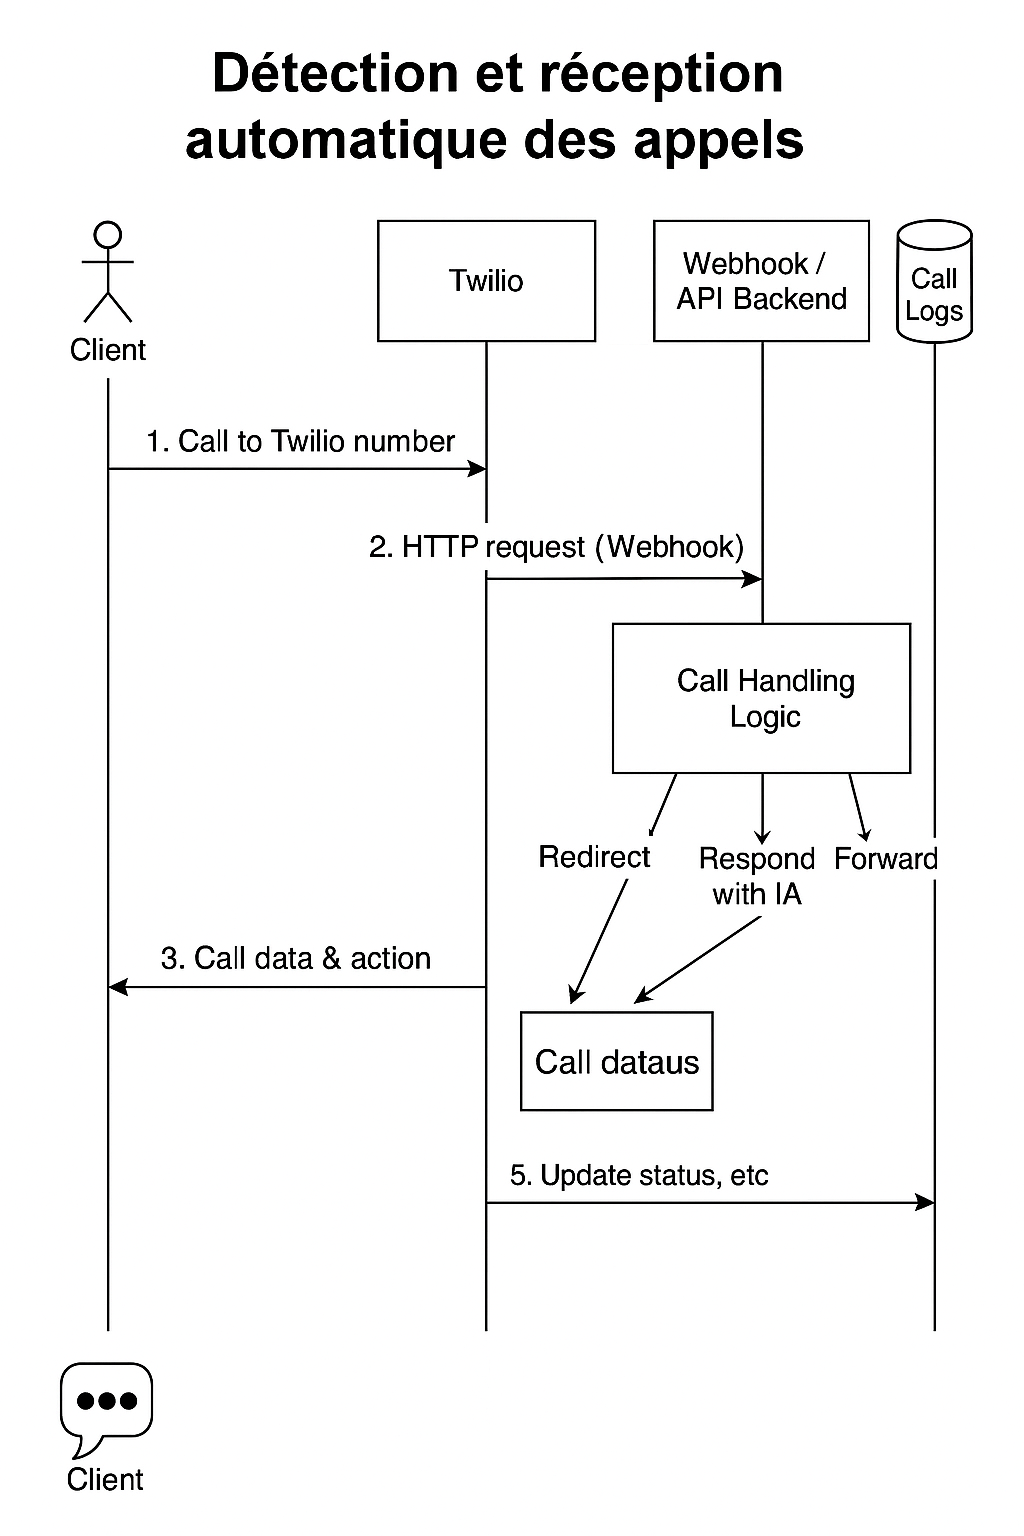 Détection et réception
automatique des appels
Client
Twilio
Webhook /
API Backend
Call
Logs
1. Call to Twilio number
2. HTTP request (Webhook)
Call Handling
Logic
Redirect
Respond
with IA
Forward
3. Call data & action
Call dataus
5. Update status, etc
Client